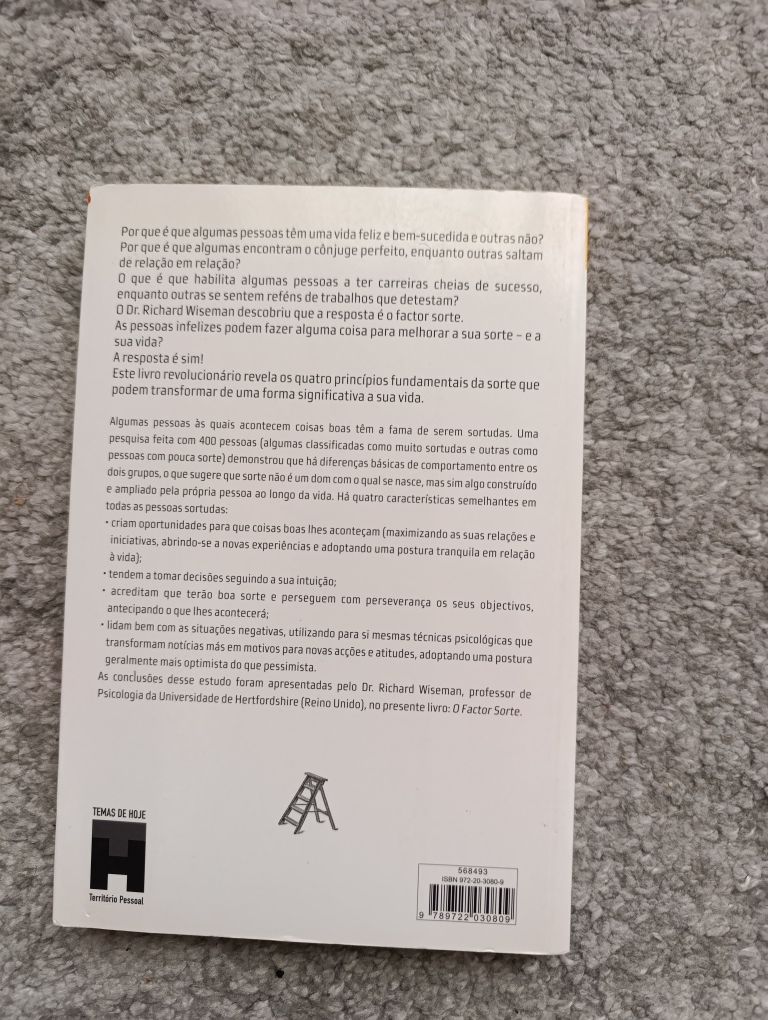 Por que é que algumas pessoas têm uma vida feliz e bem-sucedida e outras não?
Por que é que algumas encontram o cônjuge perfeito, enquanto outras saltam
de relação em relação?
O que é que habilita algumas pessoas a ter carreiras cheias de sucesso,
enquanto outras se sentem reféns de trabalhos que detestam?
O Dr. Richard Wiseman descobriu que a resposta é o factor sorte.
As pessoas infelizes podem fazer alguma coisa para melhorar a sua sorte – e a
sua vida?
A resposta é sim!
Este livro revolucionário revela os quatro princípios fundamentais da sorte que
podem transformar de uma forma significativa a sua vida.
Algumas pessoas às quais acontecem coisas boas têm a fama de serem sortudas. Uma
pesquisa feita com 400 pessoas (algumas classificadas como muito sortudas e outras como
pessoas com pouca sorte) demonstrou que há diferenças básicas de comportamento entre os
dois grupos, o que sugere que sorte não é um dom com o qual se nasce, mas sim algo construído
e ampliado pela própria pessoa ao longo da vida. Há quatro características semelhantes em
todas as pessoas sortudas:
• criam oportunidades para que coisas boas lhes aconteçam (maximizando as suas relações e
iniciativas, abrindo-se a novas experiências e adoptando uma postura tranquila em relação
à vida);
• tendem a tomar decisões seguindo a sua intuição;
• acreditam que terão boa sorte e perseguem com perseverança os seus objectivos,
antecipando o que lhes acontecerá;
• lidam bem com as situações negativas, utilizando para si mesmas técnicas psicológicas que
transformam notícias más em motivos para novas acções e atitudes, adoptando uma postura
geralmente mais optimista do que pessimista.
As conclusões desse estudo foram apresentadas pelo Dr. Richard Wiseman, professor de
Psicologia da Universidade de Hertfordshire (Reino Unido), no presente livro: O Factor Sorte.
TEMAS DE HOJE
TH
Território Pessoal
568493
ISBN 972-20-3080-9
9 789722 030809